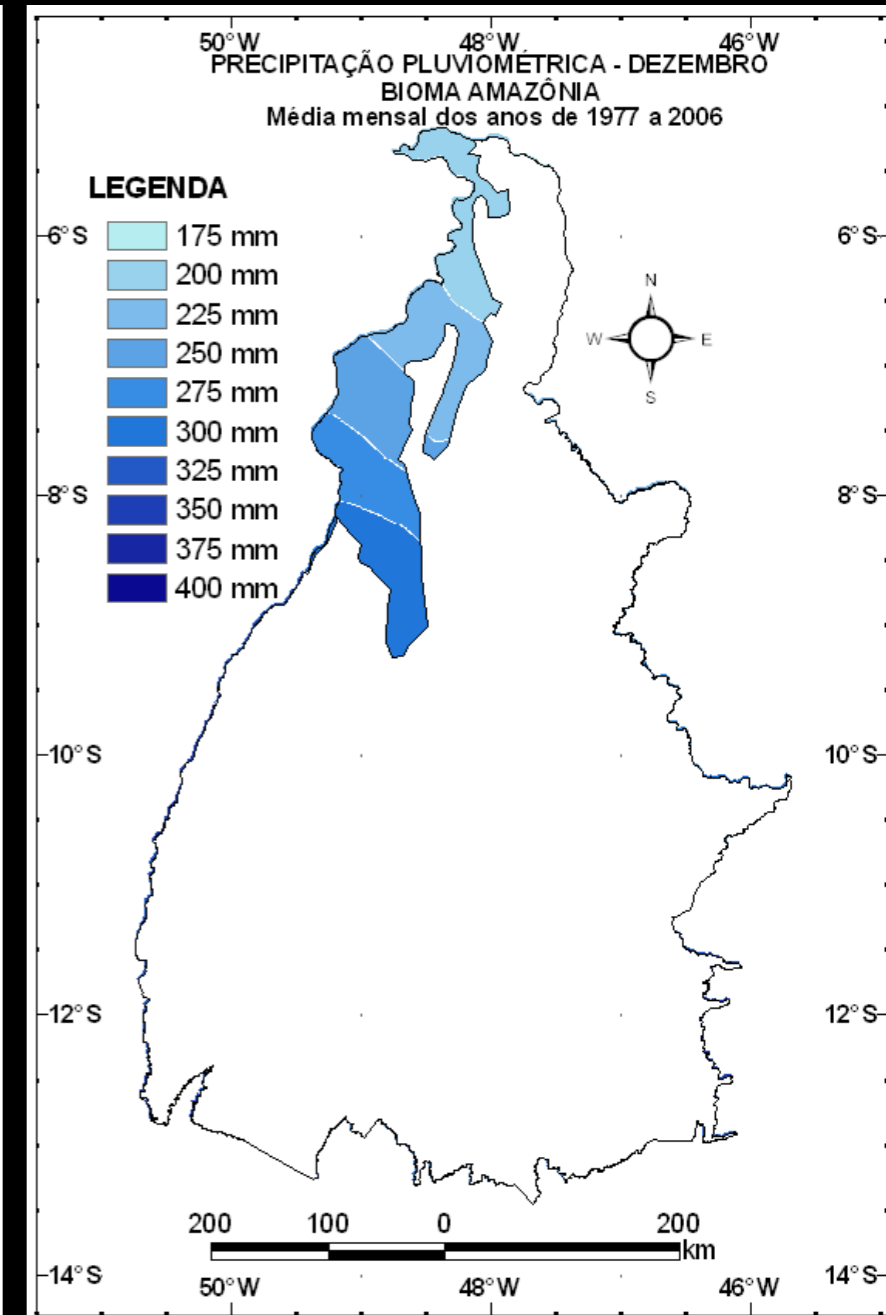 50°W 48°W 46°W
PRECIPITAÇÃO PLUVIOMÉTRICA - DEZEMBRO
BIOMA AMAZÔNIA
Média mensal dos anos de 1977 a 2006
LEGENDA
175 mm
200 mm
225 mm
250 mm
275 mm
300 mm
325 mm
350 mm
375 mm
400 mm
6°S 6°S
N
W E
S
8°S 8°S
10°S 10°S
12°S 12°S
200 100 0 200
km
14°S 14°S
50°W 48°W 46°W